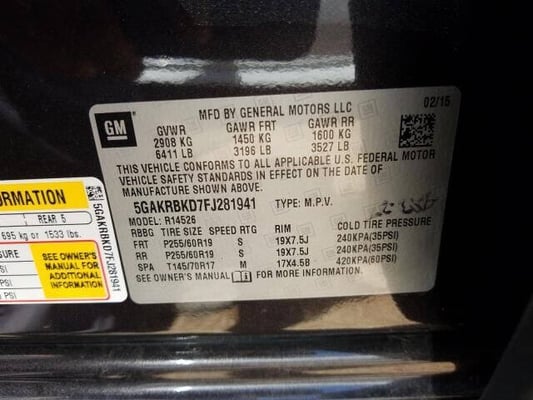 GM
MFD BY GENERAL MOTORS LLC
02/15
GVWR GAWR FRT GAWR RR
2908 KG 1450 KG 1600 KG
6411 LB 3196 LB 3527 LB
THIS VEHICLE CONFORMS TO ALL APPLICABLE U.S. FEDERAL MOTOR
VEHICLE SAFETY STANDARDS IN EFFECT ON THE DATE OF
MANUFACTURE SHOWN ABOVE.
5GAKRBKD7FJ281941 TYPE: M.P.V.
MODEL: R14526
RBBG TIRE SIZE SPEED RTG RIM COLD TIRE PRESSURE
FRT P255/60R19 S 19X7.5J 240KPA(35PSI)
RR P255/60R19 S 19X7.5J 240KPA(35PSI)
SPA T145/70R17 M 17X4.5B 420KPA(60PSI)
SEE OWNER'S MANUAL FOR MORE INFORMATION.
ORMATION
REAR 5
695 kg or 1533 lbs.
SURE
PSI
PSI
PSI
SEE OWNER'S
MANUAL FOR
ADDITIONAL
INFORMATION
5GAKRBKD7FJ281941